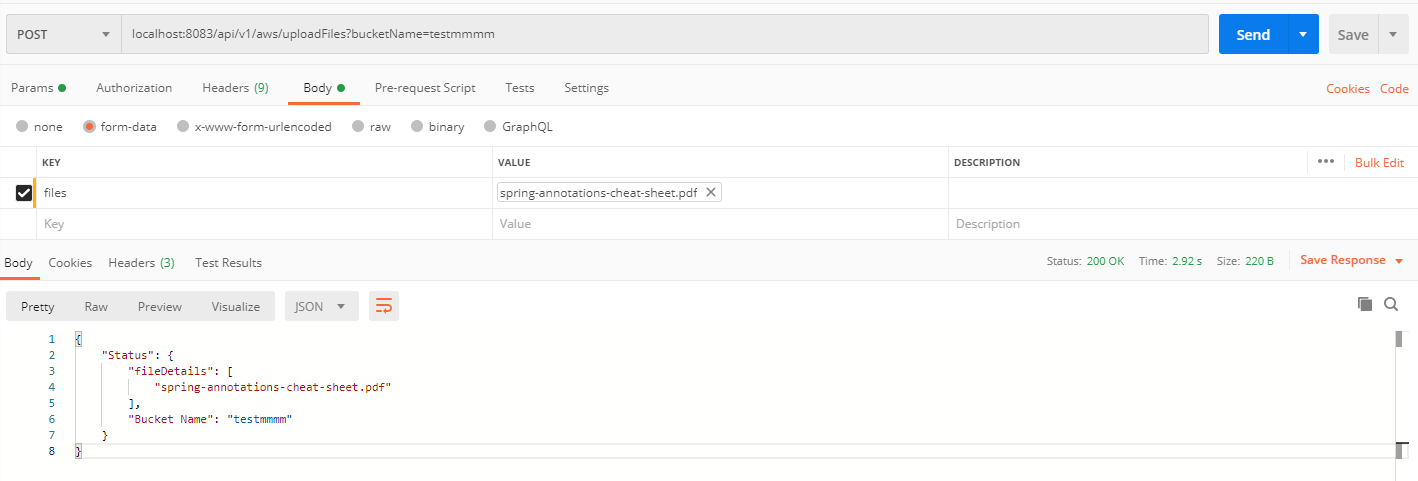 POST localhost:8083/api/v1/aws/uploadFiles?bucketName=testmmmm Send Save
Params Authorization Headers (9) Body Pre-request Script Tests Settings Cookies Code
none form-data x-www-form-urlencoded raw binary GraphQL
KEY VALUE DESCRIPTION ••• Bulk Edit
files spring-annotations-cheat-sheet.pdf ✕
Key Value Description
Body Cookies Headers (3) Test Results Status: 200 OK Time: 2.92 s Size: 220 B Save Response
Pretty Raw Preview Visualize JSON
1 {
2 "Status": {
3 "fileDetails": [
4 "spring-annotations-cheat-sheet.pdf"
5 ],
6 "Bucket Name": "testmmmm"
7 }
8 }